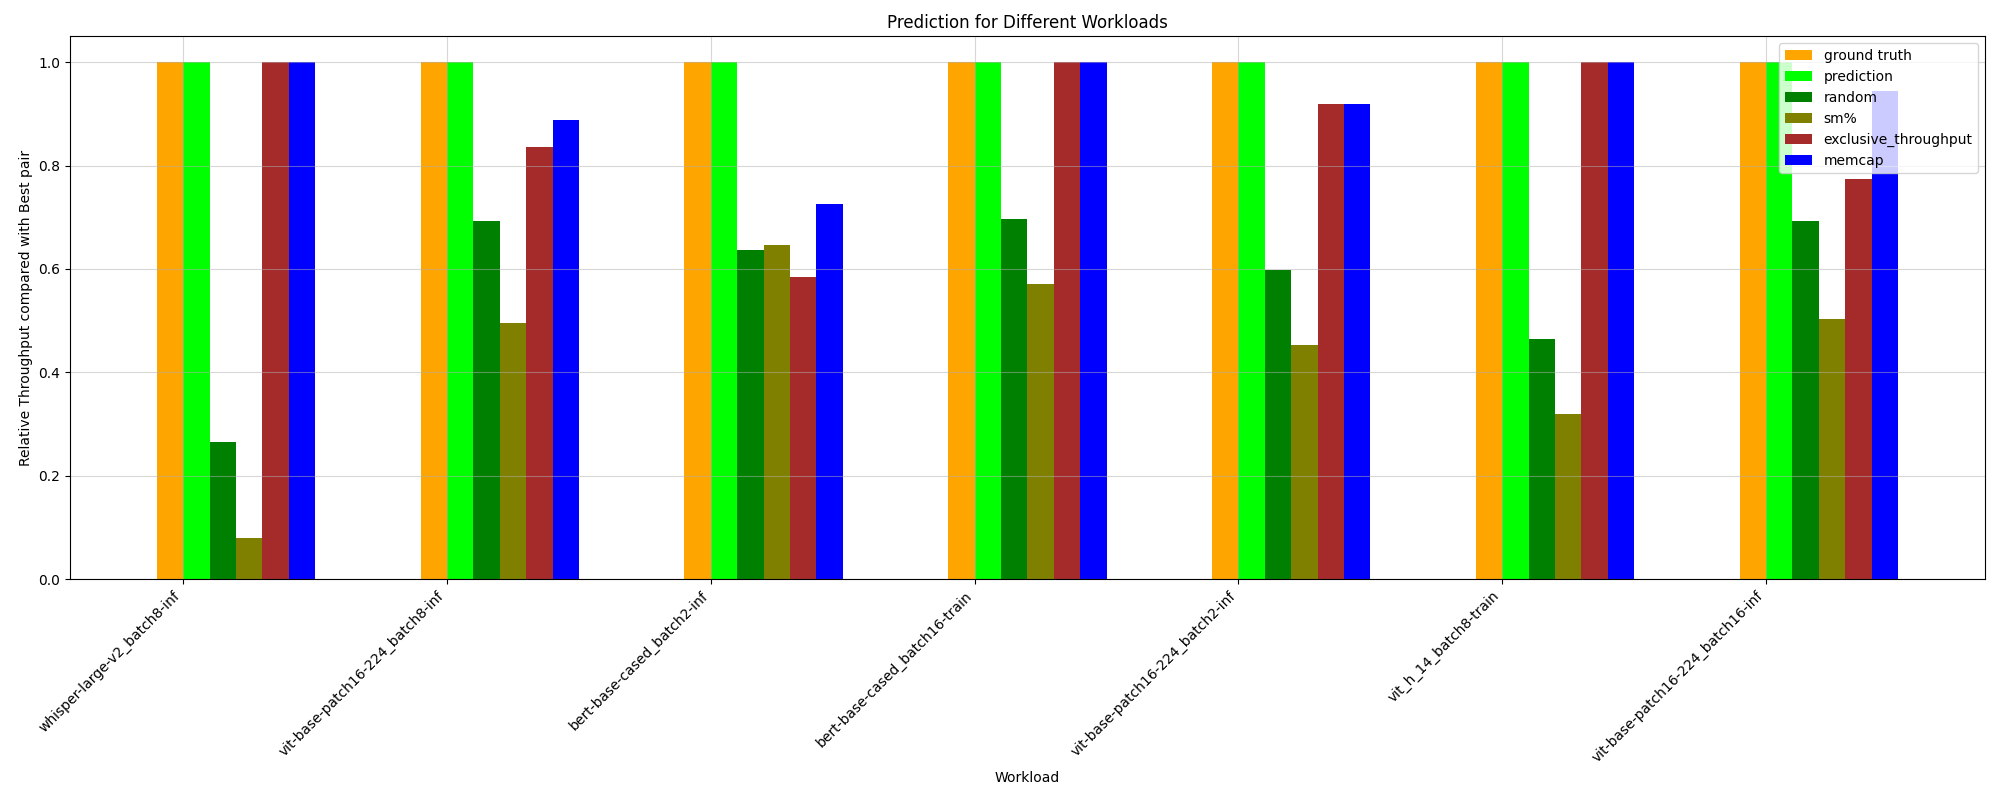 Prediction for Different Workloads
Relative Throughput compared with Best pair
1.0
0.8
0.6
0.4
0.2
0.0
ground truth
prediction
random
sm%
exclusive_throughput
memcap
whisper-large-v2_batch8-inf
vit-base-patch16-224_batch8-inf
bert-base-cased_batch2-inf
bert-base-cased_batch16-train
vit-base-patch16-224_batch2-inf
vit_h_14_batch8-train
vit-base-patch16-224_batch16-inf
Workload